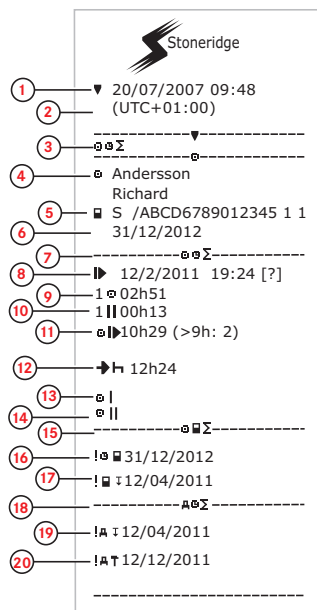 Stoneridge
1 ▼ 20/07/2007 09:48
2 (UTC+01:00)
3 Σ
4 Andersson
Richard
5 S /ABCD6789012345 1 1
6 31/12/2012
7 Σ
8 12/2/2011 19:24 [?]
9 1 02h51
10 1 00h13
11 10h29 (>9h: 2)
12 12h24
13
14
15 Σ
16 ! 31/12/2012
17 ! 12/04/2011
18 Σ
19 ! 12/04/2011
20 ! 12/12/2011